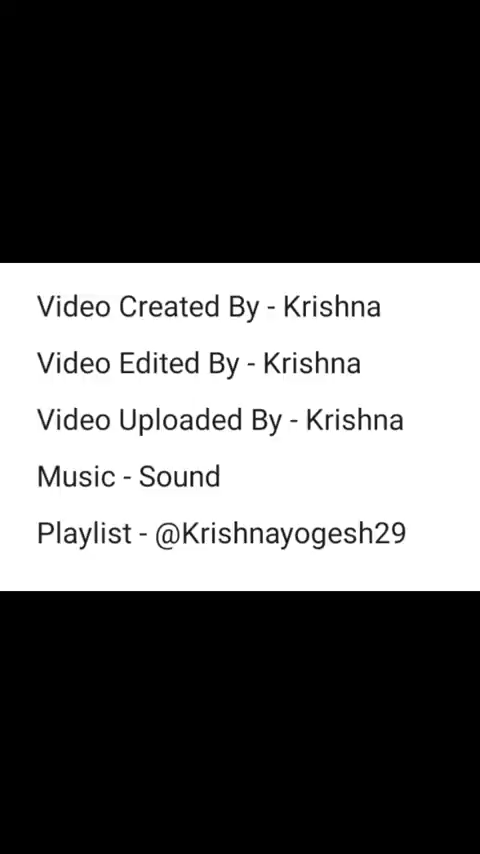 Video Created By - Krishna
Video Edited By - Krishna
Video Uploaded By - Krishna
Music - Sound
Playlist - @Krishnayogesh29